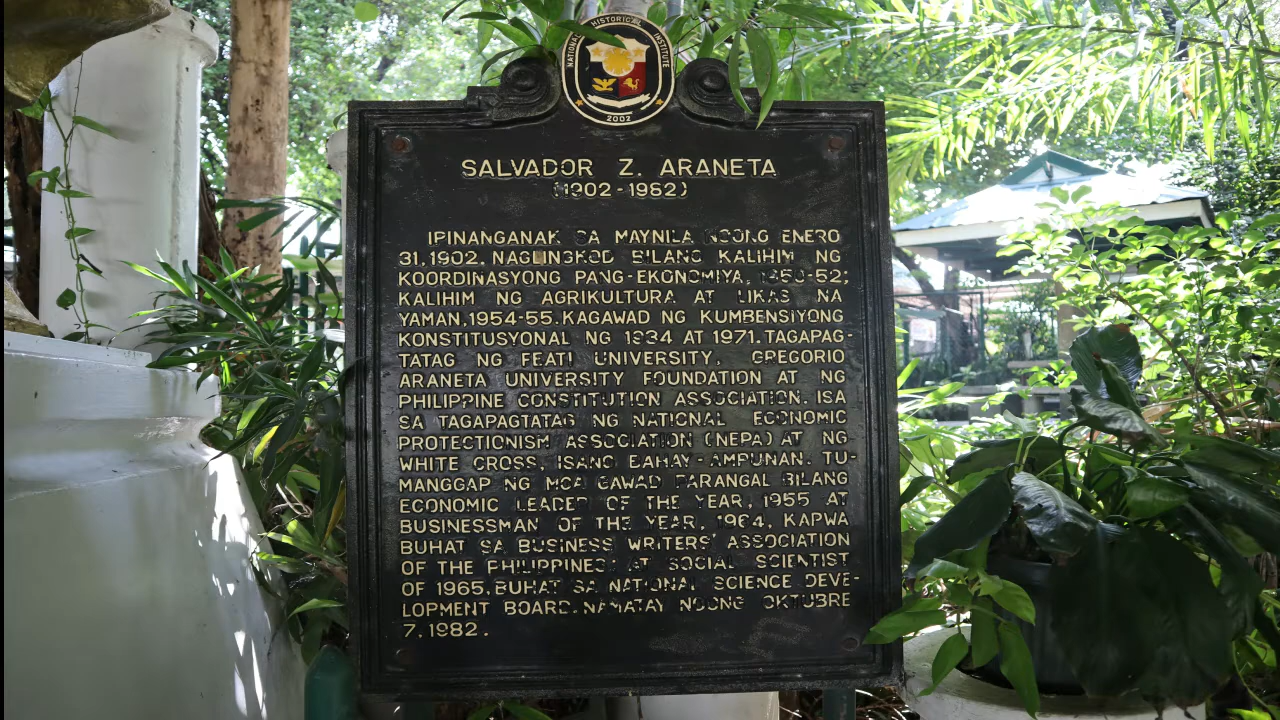 NATIONAL HISTORICAL INSTITUTE
2002
SALVADOR Z. ARANETA
(1902-1982)
IPINANGANAK SA MAYNILA NOONG ENERO
31, 1902. NAGLINGKOD BILANG KALIHIM NG
KOORDINASYONG PANG-EKONOMIYA, 1950-52;
KALIHIM NG AGRIKULTURA AT LIKAS NA
YAMAN, 1954-55. KAGAWAD NG KUMBENSIYONG
KONSTITUSYONAL NG 1934 AT 1971. TAGAPAG-
TATAG NG FEATI UNIVERSITY, GREGORIO
ARANETA UNIVERSITY FOUNDATION AT NG
PHILIPPINE CONSTITUTION ASSOCIATION. ISA
SA TAGAPAGTATAG NG NATIONAL ECONOMIC
PROTECTIONISM ASSOCIATION (NEPA) AT NG
WHITE CROSS, ISANG BAHAY-AMPUNAN. TU-
MANGGAP NG MGA GAWAD PARANGAL BILANG
ECONOMIC LEADER OF THE YEAR, 1955 AT
BUSINESSMAN OF THE YEAR, 1964, KAPWA
BUHAT SA BUSINESS WRITERS' ASSOCIATION
OF THE PHILIPPINES; AT SOCIAL SCIENTIST
OF 1965, BUHAT SA NATIONAL SCIENCE DEVE-
LOPMENT BOARD. NAMATAY NOONG OKTUBRE
7, 1982.